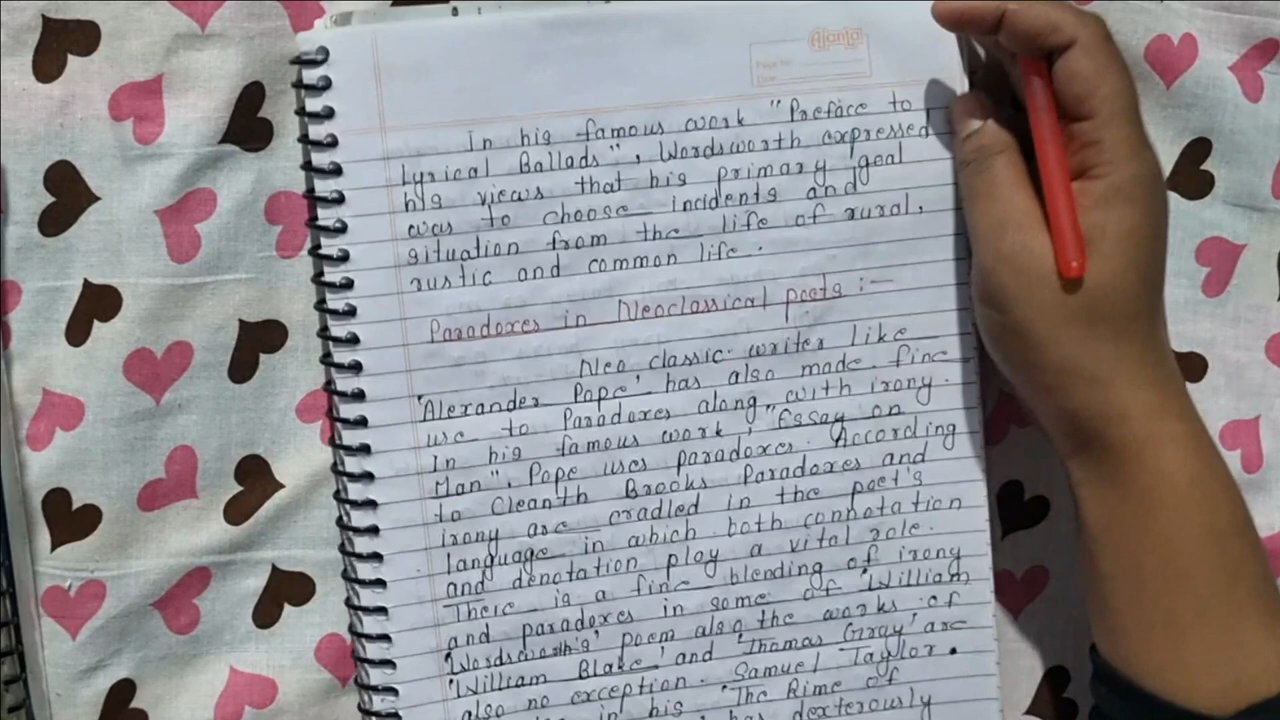 Ajanta
Page No.
Date
In his famous work "Preface to
Lyrical Ballads", Wordsworth expressed
his views that his primary goal
was to choose incidents and
situation from the life of rural,
rustic and common life.
Paradoxes in Neoclassical poets :-
Neo classic writer like
'Alexander Pope' has also made fine
use to Paradoxes along with irony.
In his famous work, "Essay on
Man", Pope uses paradoxes. According
to Cleanth Brooks Paradoxes and
irony are cradled in the poet's
language in which both connotation
and denotation play a vital role.
There is a fine blending of irony
and paradoxes in some of 'William
Wordsworth's' poem also the works of
'William Blake' and 'Thomas Gray' are
also no exception. Samuel Taylor
in his 'The Rime of
has dexterously